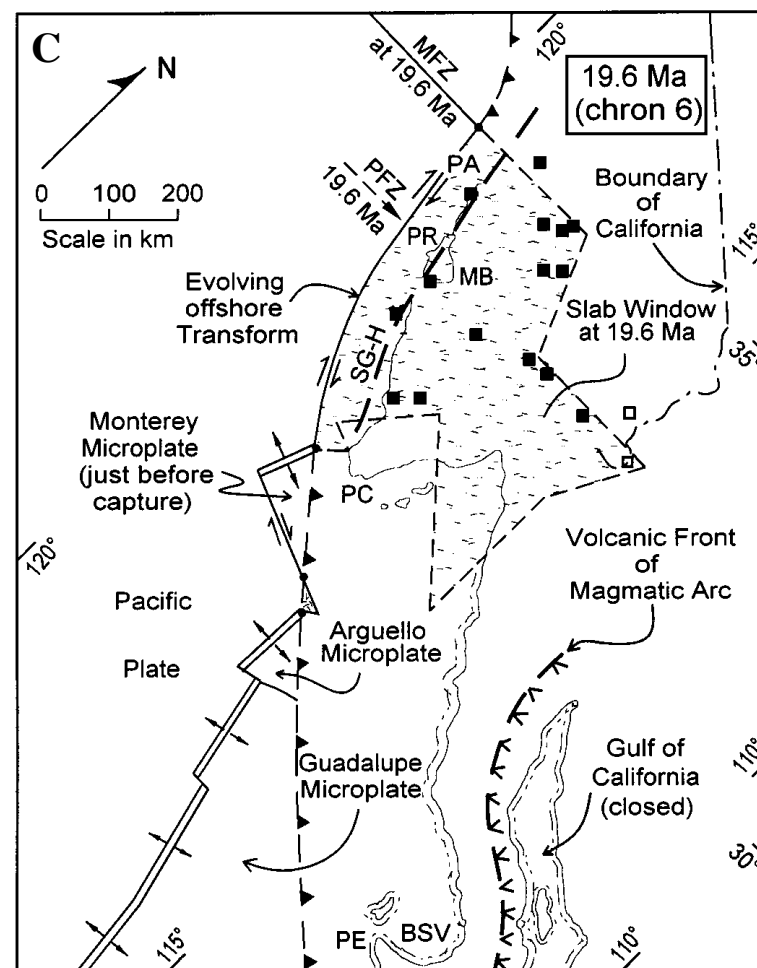 C
N
0 100 200
Scale in km
MFZ
at 19.6 Ma
PFZ
19.6 Ma
120°
19.6 Ma
(chron 6)
Boundary
of
California
115°
PA
PR
MB
SG-H
Evolving
offshore
Transform
Slab Window
at 19.6 Ma
35°
Monterey
Microplate
(just before
capture)
PC
120°
Volcanic Front
of
Magmatic Arc
Pacific
Plate
Arguello
Microplate
110°
Guadalupe
Microplate
Gulf of
California
(closed)
30°
PE
BSV
115°
110°